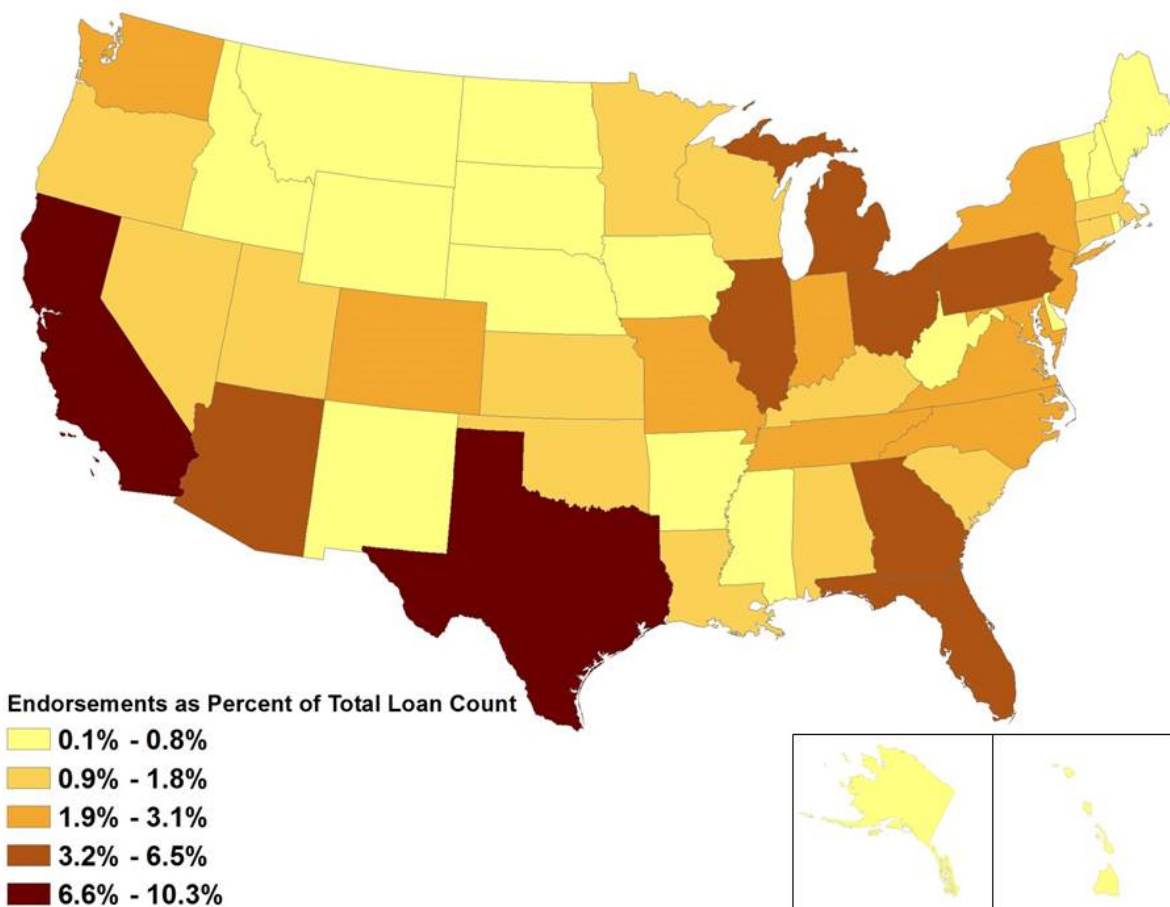 Endorsements as Percent of Total Loan Count
0.1% - 0.8%
0.9% - 1.8%
1.9% - 3.1%
3.2% - 6.5%
6.6% - 10.3%